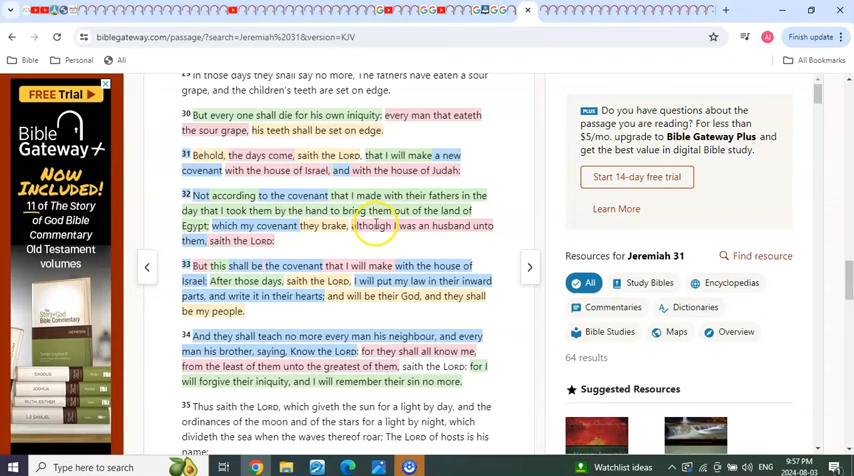 biblegateway.com/passage/?search=Jeremiah%2031&version=KJV
AI
Finish update
Bible
Personal
All
All Bookmarks
FREE Trial
BIBLE
GATEWAY+
NOW
INCLUDED!
11 of The Story
of God Bible
Commentary
Old Testament
volumes
29 In those days they shall say no more, The fathers have eaten a sour
grape, and the children's teeth are set on edge.
30 But every one shall die for his own iniquity: every man that eateth
the sour grape, his teeth shall be set on edge.
31 Behold, the days come, saith the LORD, that I will make a new
covenant with the house of Israel, and with the house of Judah:
32 Not according to the covenant that I made with their fathers in the
day that I took them by the hand to bring them out of the land of
Egypt; which my covenant they brake, although I was an husband unto
them, saith the LORD:
33 But this shall be the covenant that I will make with the house of
Israel; After those days, saith the LORD, I will put my law in their inward
parts, and write it in their hearts; and will be their God, and they shall
be my people.
34 And they shall teach no more every man his neighbour, and every
man his brother, saying, Know the LORD: for they shall all know me,
from the least of them unto the greatest of them, saith the LORD: for I
will forgive their iniquity, and I will remember their sin no more.
35 Thus saith the LORD, which giveth the sun for a light by day, and the
ordinances of the moon and of the stars for a light by night, which
divideth the sea when the waves thereof roar; The LORD of hosts is his
name:
PLUS Do you have questions about the
passage you are reading? For less than
$5/mo. upgrade to Bible Gateway Plus and
get the best value in digital Bible study.
Start 14-day free trial
Learn More
Resources for Jeremiah 31
Find resource
All
Study Bibles
Encyclopedias
Commentaries
Dictionaries
Bible Studies
Maps
Overview
64 results
Suggested Resources
Type here to search
Watchlist ideas
ENG
9:57 PM
2024-08-03